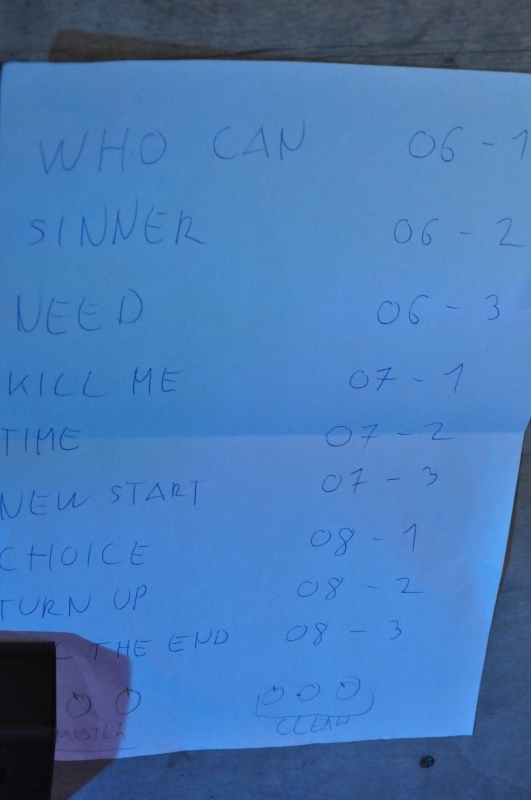 WHO CAN 06 - 1
SINNER 06 - 2
NEED 06 - 3
KILL ME 07 - 1
TIME 07 - 2
NEW START 07 - 3
CHOICE 08 - 1
TURN UP 08 - 2
THE END 08 - 3
CLEAN